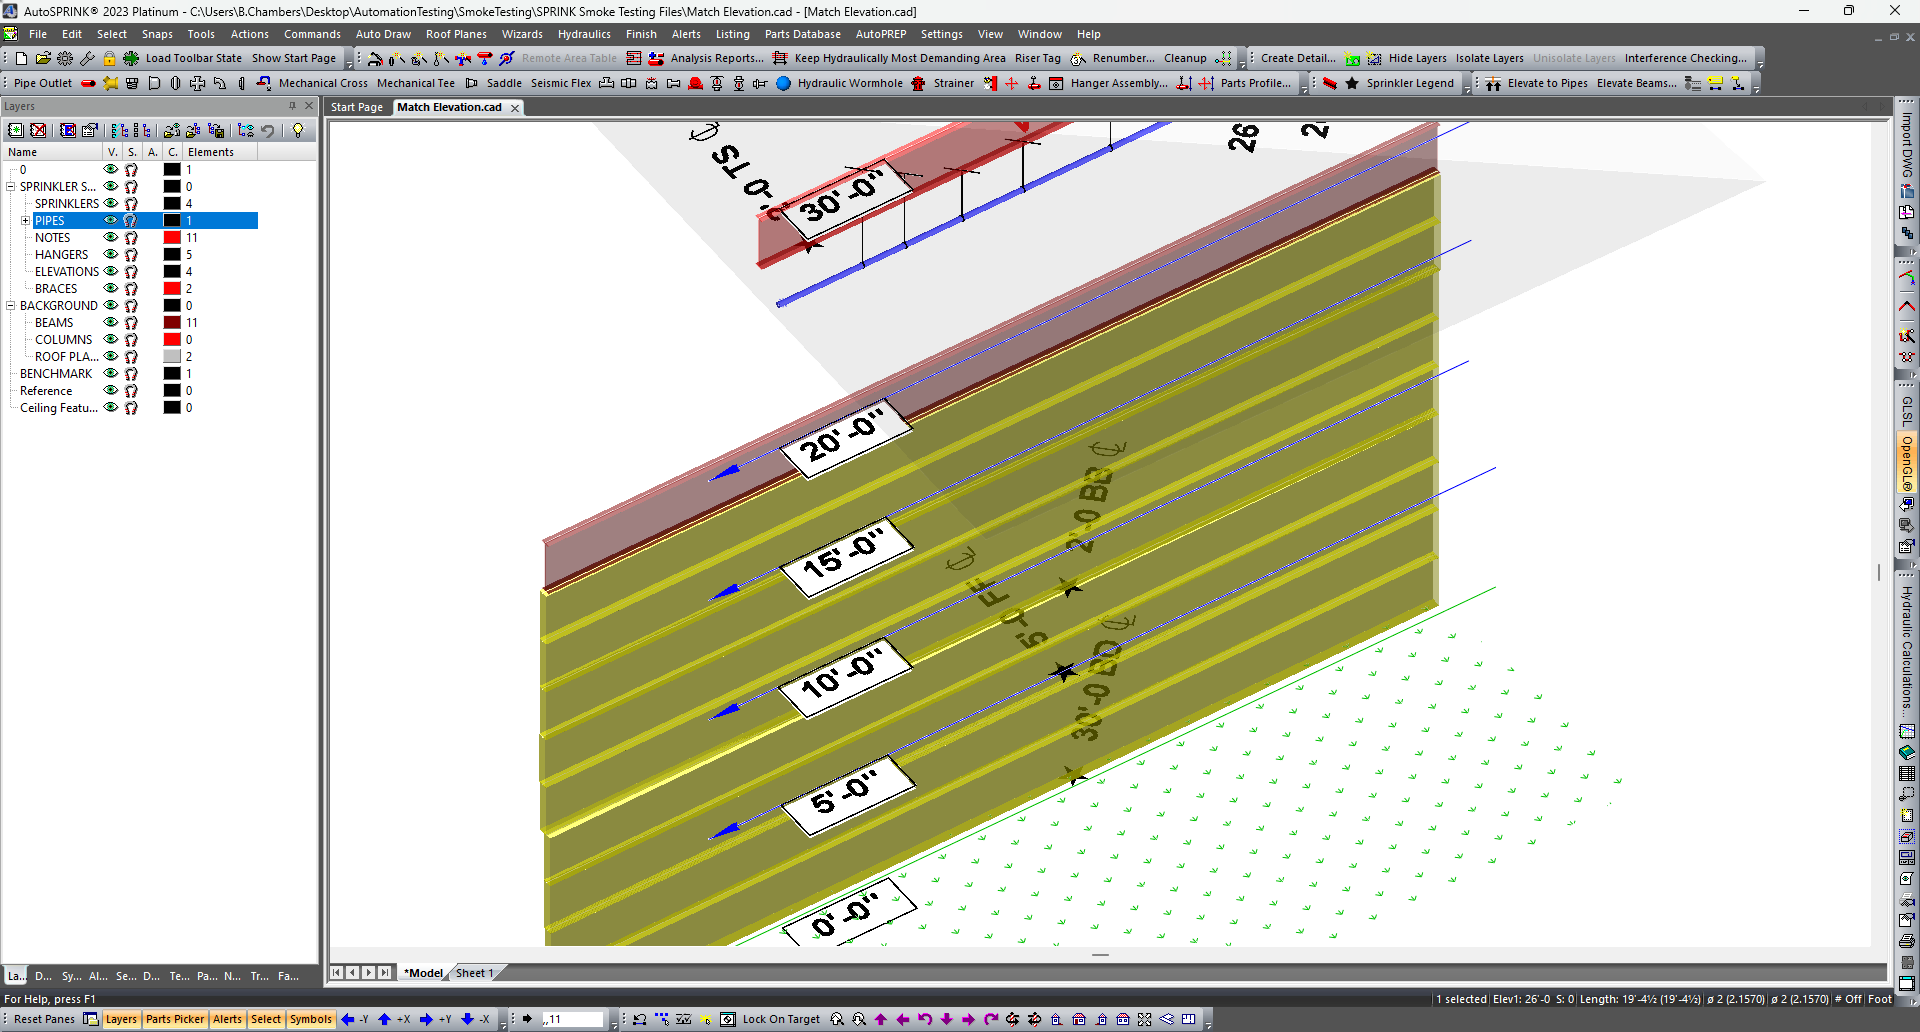 AutoSPRINK® 2023 Platinum - C:\Users\B.Chambers\Desktop\AutomationTesting\SmokeTesting\SPRINK Smoke Testing Files\Match Elevation.cad - [Match Elevation.cad]
File Edit Select Snaps Tools Actions Commands Auto Draw Roof Planes Wizards Hydraulics Finish Alerts Listing Parts Database AutoPREP Settings View Window Help
Load Toolbar State Show Start Page Remote Area Table Analysis Reports... Keep Hydraulically Most Demanding Area Riser Tag Renumber... Cleanup Create Detail... Hide Layers Isolate Layers Unisolate Layers Interference Checking...
Pipe Outlet Mechanical Cross Mechanical Tee Saddle Seismic Flex Hydraulic Wormhole Strainer Hanger Assembly... Parts Profile... Sprinkler Legend Elevate to Pipes Elevate Beams...
Layers
Start Page Match Elevation.cad
Name V. S. A. C. Elements
0 1
SPRINKLER S... 0
SPRINKLERS 4
PIPES 1
NOTES 11
HANGERS 5
ELEVATIONS 4
BRACES 2
BACKGROUND 0
BEAMS 11
COLUMNS 0
ROOF PLA... 2
BENCHMARK 1
Reference 0
Ceiling Featu... 0
30'-0"
26
20'-0"
15'-0"
10'-0"
5'-0"
0'-0"
2'-0 BB
5'-0 FF
30'-0 BD
Import DWG
GLSL
OpenGL®
Hydraulic Calculations...
La... D... Sy... Al... Se... D... Te... Pa... N... Tr... Fa...
*Model Sheet 1
For Help, press F1
1 selected Elev1: 26'-0 S: 0 Length: 19'-4½ (19'-4½) ø 2 (2.1570) ø 2 (2.1570) # Off Foot
Reset Panes Layers Parts Picker Alerts Select Symbols -Y +X +Y -X ,,11 Lock On Target